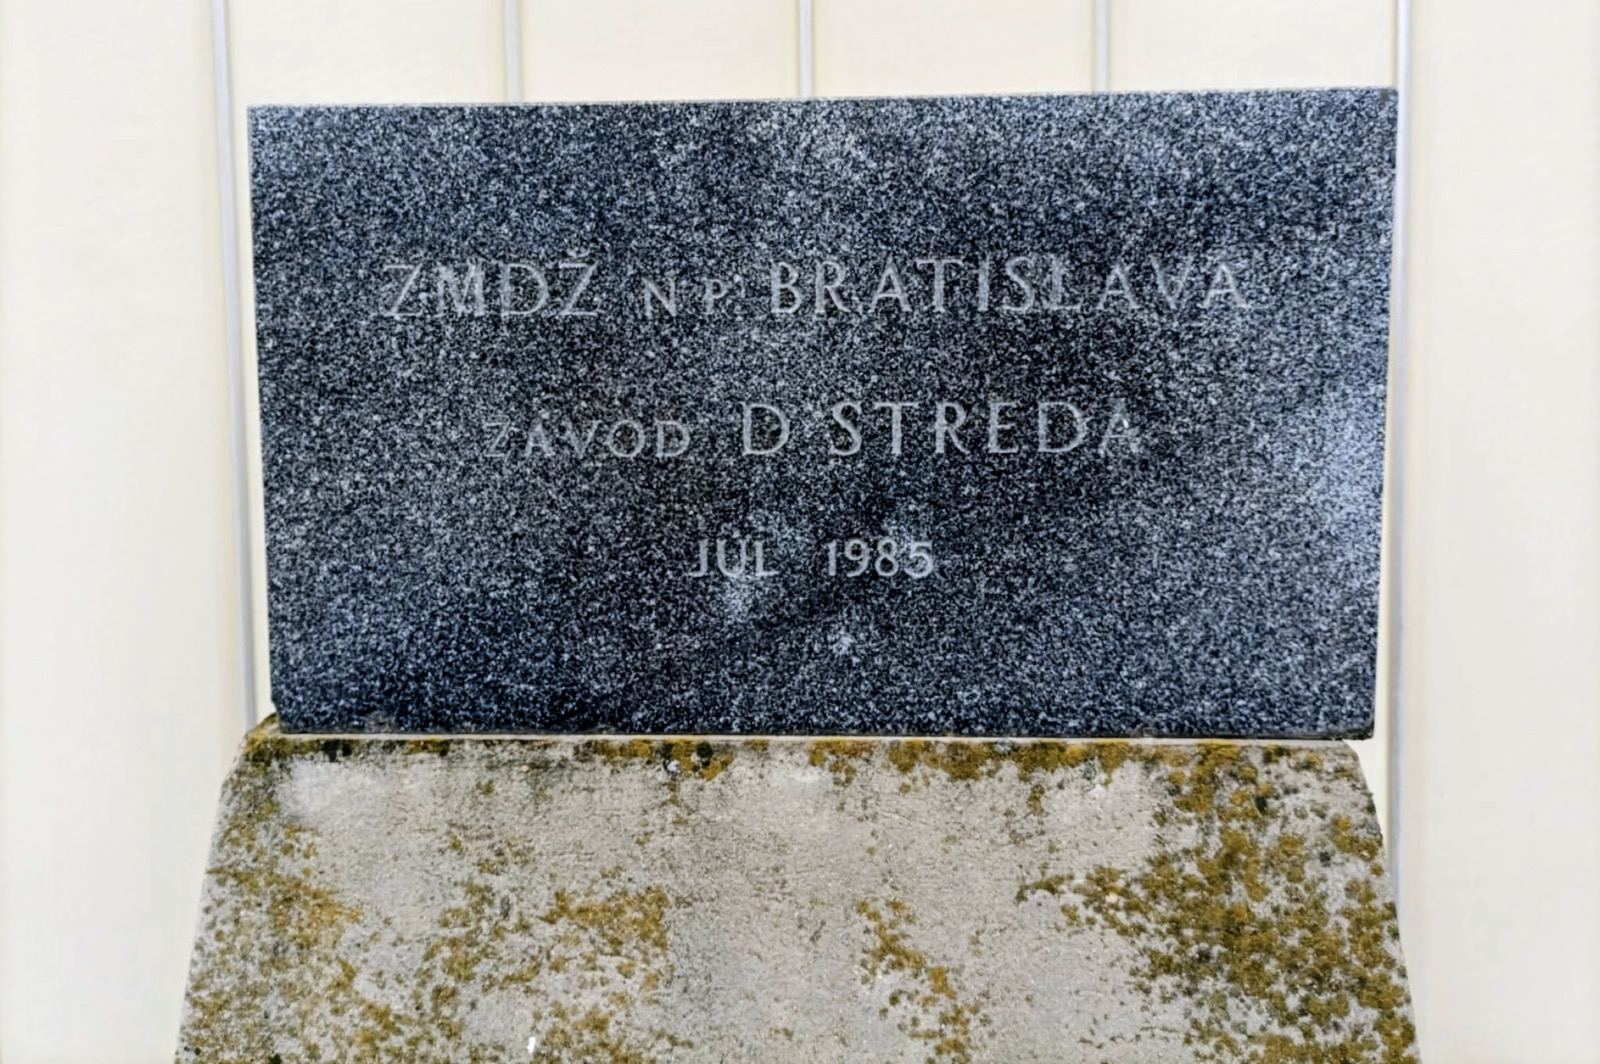 ZMDŽ N.P. BRATISLAVA
ZÁVOD D. STREDA
JÚL 1985